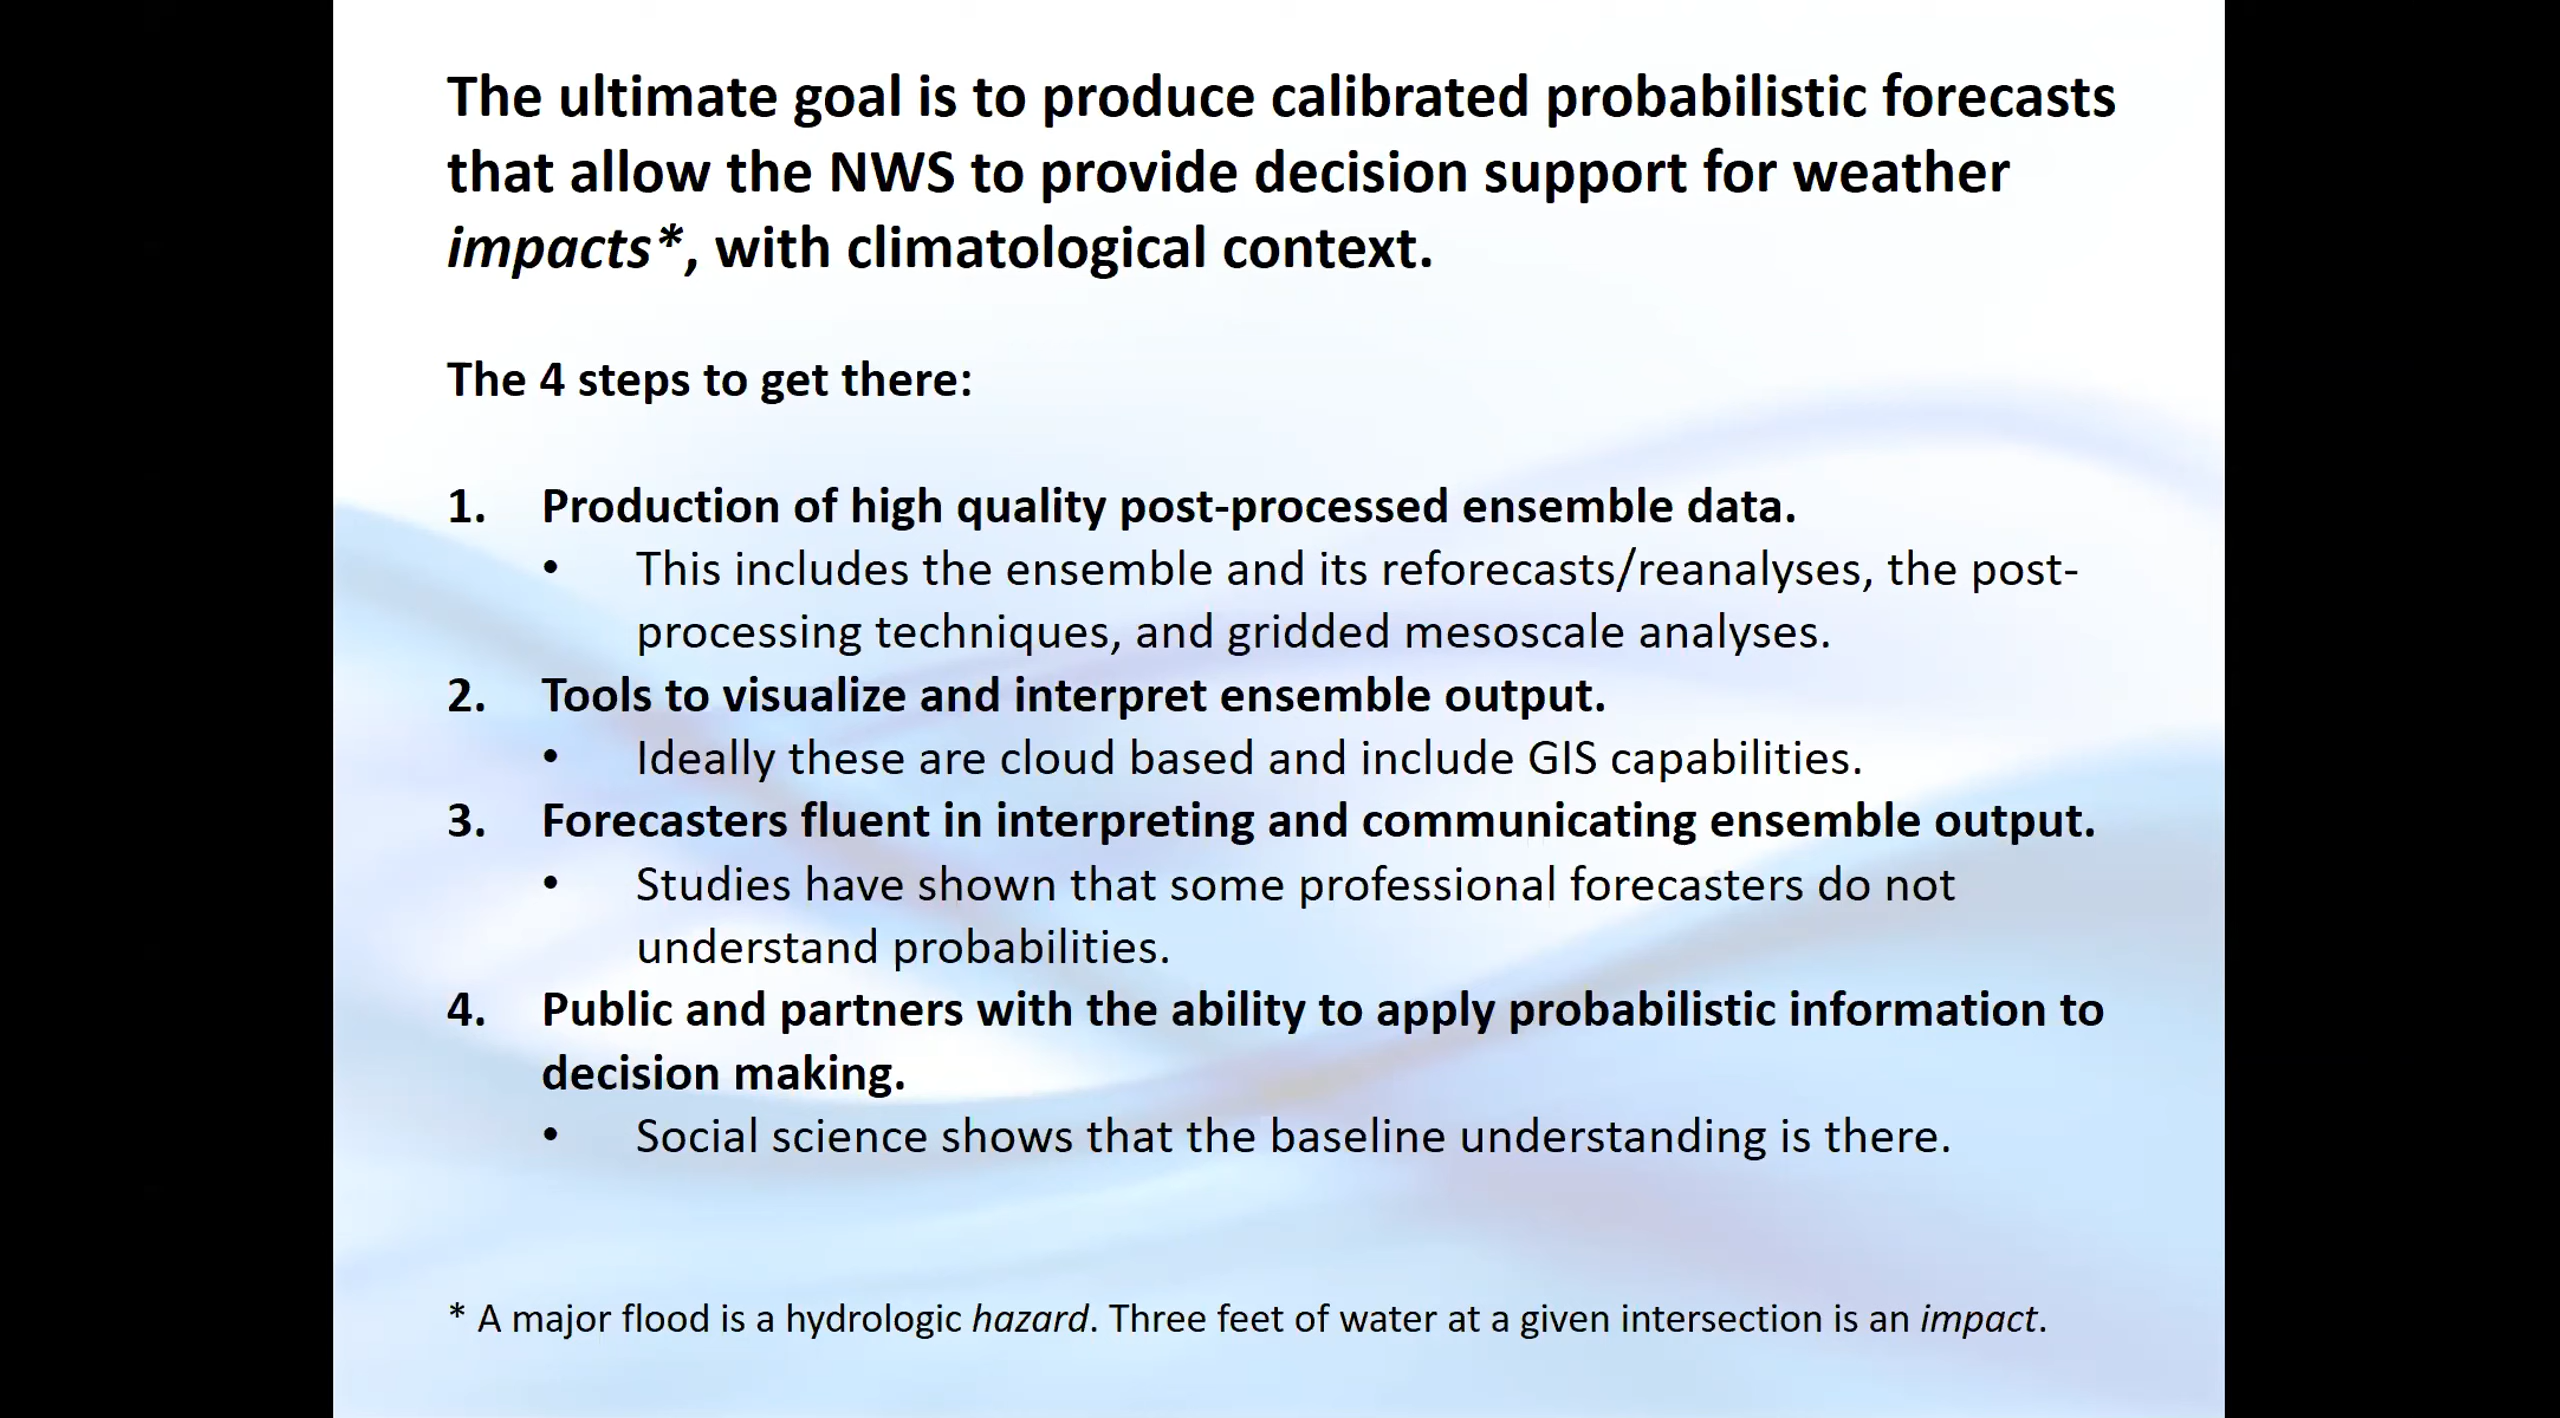 The ultimate goal is to produce calibrated probabilistic forecasts
that allow the NWS to provide decision support for weather
impacts*, with climatological context.
The 4 steps to get there:
1. Production of high quality post-processed ensemble data.
• This includes the ensemble and its reforecasts/reanalyses, the post-
processing techniques, and gridded mesoscale analyses.
2. Tools to visualize and interpret ensemble output.
• Ideally these are cloud based and include GIS capabilities.
3. Forecasters fluent in interpreting and communicating ensemble output.
• Studies have shown that some professional forecasters do not
understand probabilities.
4. Public and partners with the ability to apply probabilistic information to
decision making.
• Social science shows that the baseline understanding is there.
* A major flood is a hydrologic hazard. Three feet of water at a given intersection is an impact.